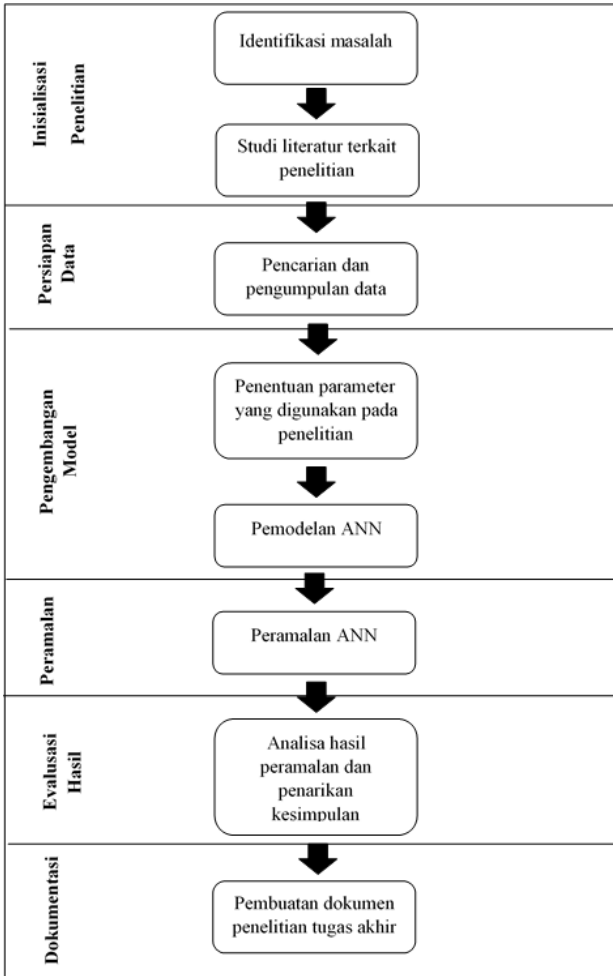 Inisialisasi
Penelitian
Identifikasi masalah
Studi literatur terkait
penelitian
Persiapan
Data
Pencarian dan
pengumpulan data
Pengembangan
Model
Penentuan parameter
yang digunakan pada
penelitian
Pemodelan ANN
Peramalan
Peramalan ANN
Evalusasi
Hasil
Analisa hasil
peramalan dan
penarikan
kesimpulan
Dokumentasi
Pembuatan dokumen
penelitian tugas akhir